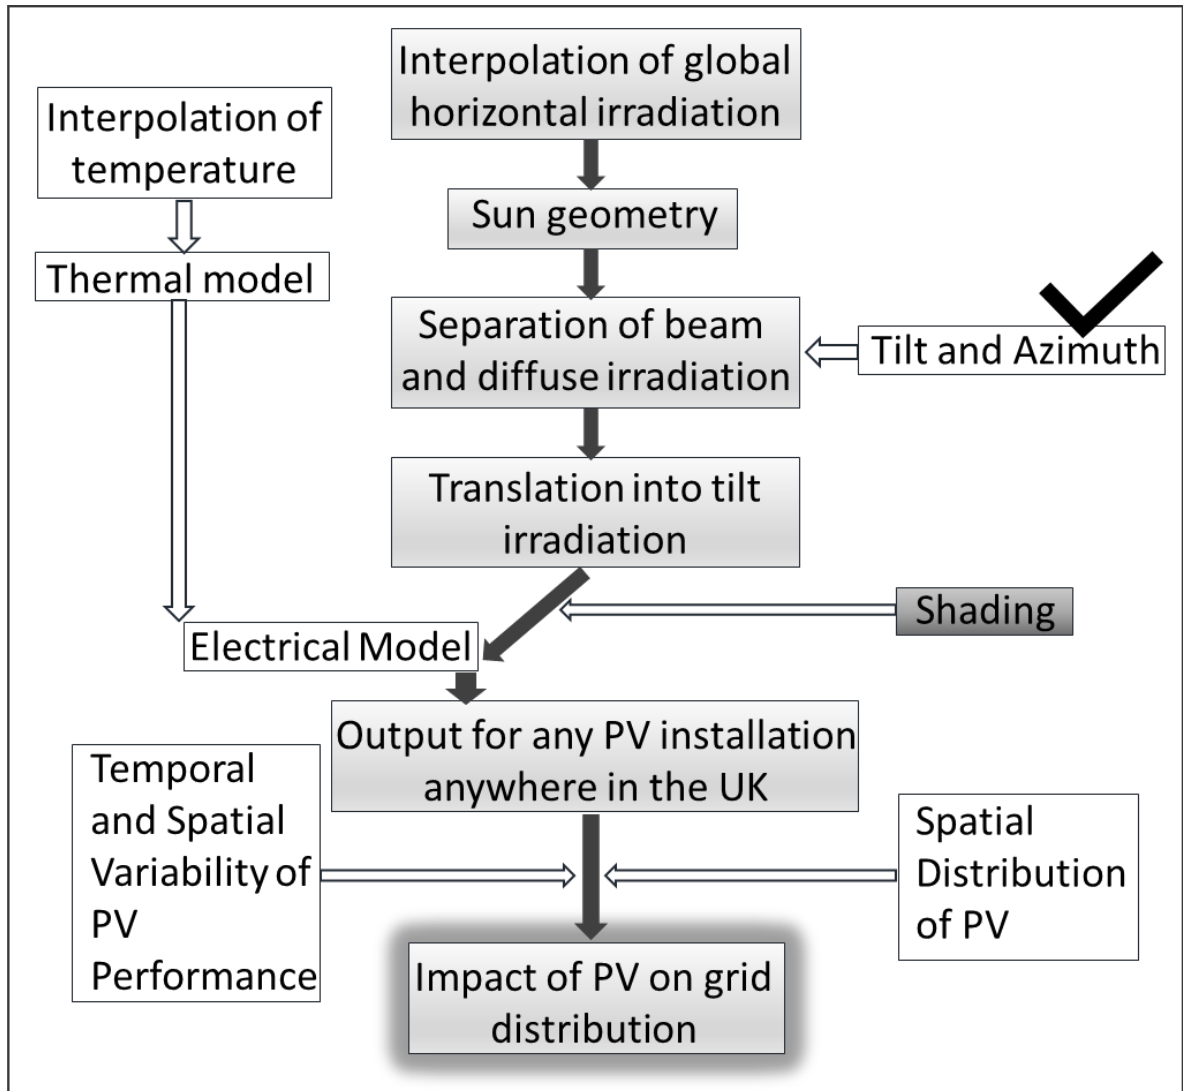 Interpolation of global
horizontal irradiation
Interpolation of
temperature
Sun geometry
Thermal model
Separation of beam
and diffuse irradiation
Tilt and Azimuth
Translation into tilt
irradiation
Shading
Electrical Model
Output for any PV installation
anywhere in the UK
Temporal
and Spatial
Variability of
PV
Performance
Spatial
Distribution
of PV
Impact of PV on grid
distribution